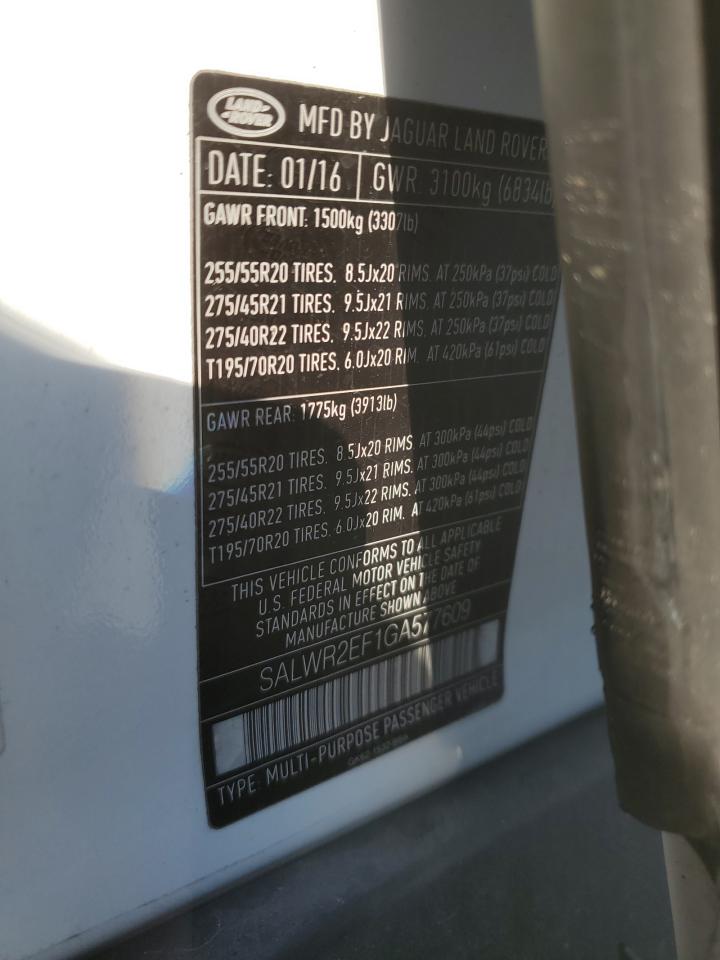 LAND
ROVER
MFD BY JAGUAR LAND ROVER
DATE: 01/16 GWR: 3100kg (6834lb
GAWR FRONT: 1500kg (3307lb)
255/55R20 TIRES, 8.5Jx20 RIMS, AT 250kPa (37psi) COLD
275/45R21 TIRES, 9.5Jx21 RIMS, AT 250kPa (37psi) COLD
275/40R22 TIRES, 9.5Jx22 RIMS, AT 250kPa (37psi) COLD
T195/70R20 TIRES, 6.0Jx20 RIM, AT 420kPa (61psi) COLD
GAWR REAR: 1775kg (3913lb)
255/55R20 TIRES, 8.5Jx20 RIMS, AT 300kPa (44psi) COLD
275/45R21 TIRES, 9.5Jx21 RIMS, AT 300kPa (44psi) COLD
275/40R22 TIRES, 9.5Jx22 RIMS, AT 300kPa (44psi) COLD
T195/70R20 TIRES, 6.0Jx20 RIM, AT 420kPa (61psi) COLD
THIS VEHICLE CONFORMS TO ALL APPLICABLE
U.S. FEDERAL MOTOR VEHICLE SAFETY
STANDARDS IN EFFECT ON THE DATE OF
MANUFACTURE SHOWN ABOVE
SALWR2EF1GA577609
TYPE: MULTI-PURPOSE PASSENGER VEHICLE